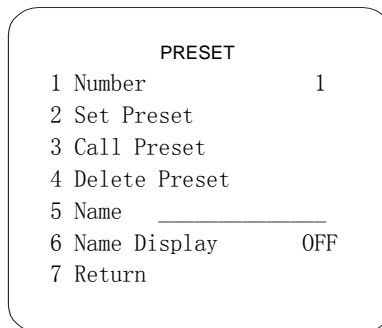 PRESET
1 Number 1
2 Set Preset
3 Call Preset
4 Delete Preset
5 Name ______________
6 Name Display OFF
7 Return